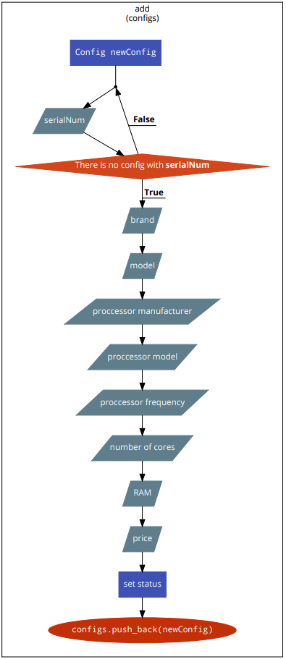 add
(configs)
Config newConfig
False
serialNum
There is no config with serialNum
True
brand
model
proccessor manufacturer
proccessor model
proccessor frequency
number of cores
RAM
price
set status
configs.push_back(newConfig)